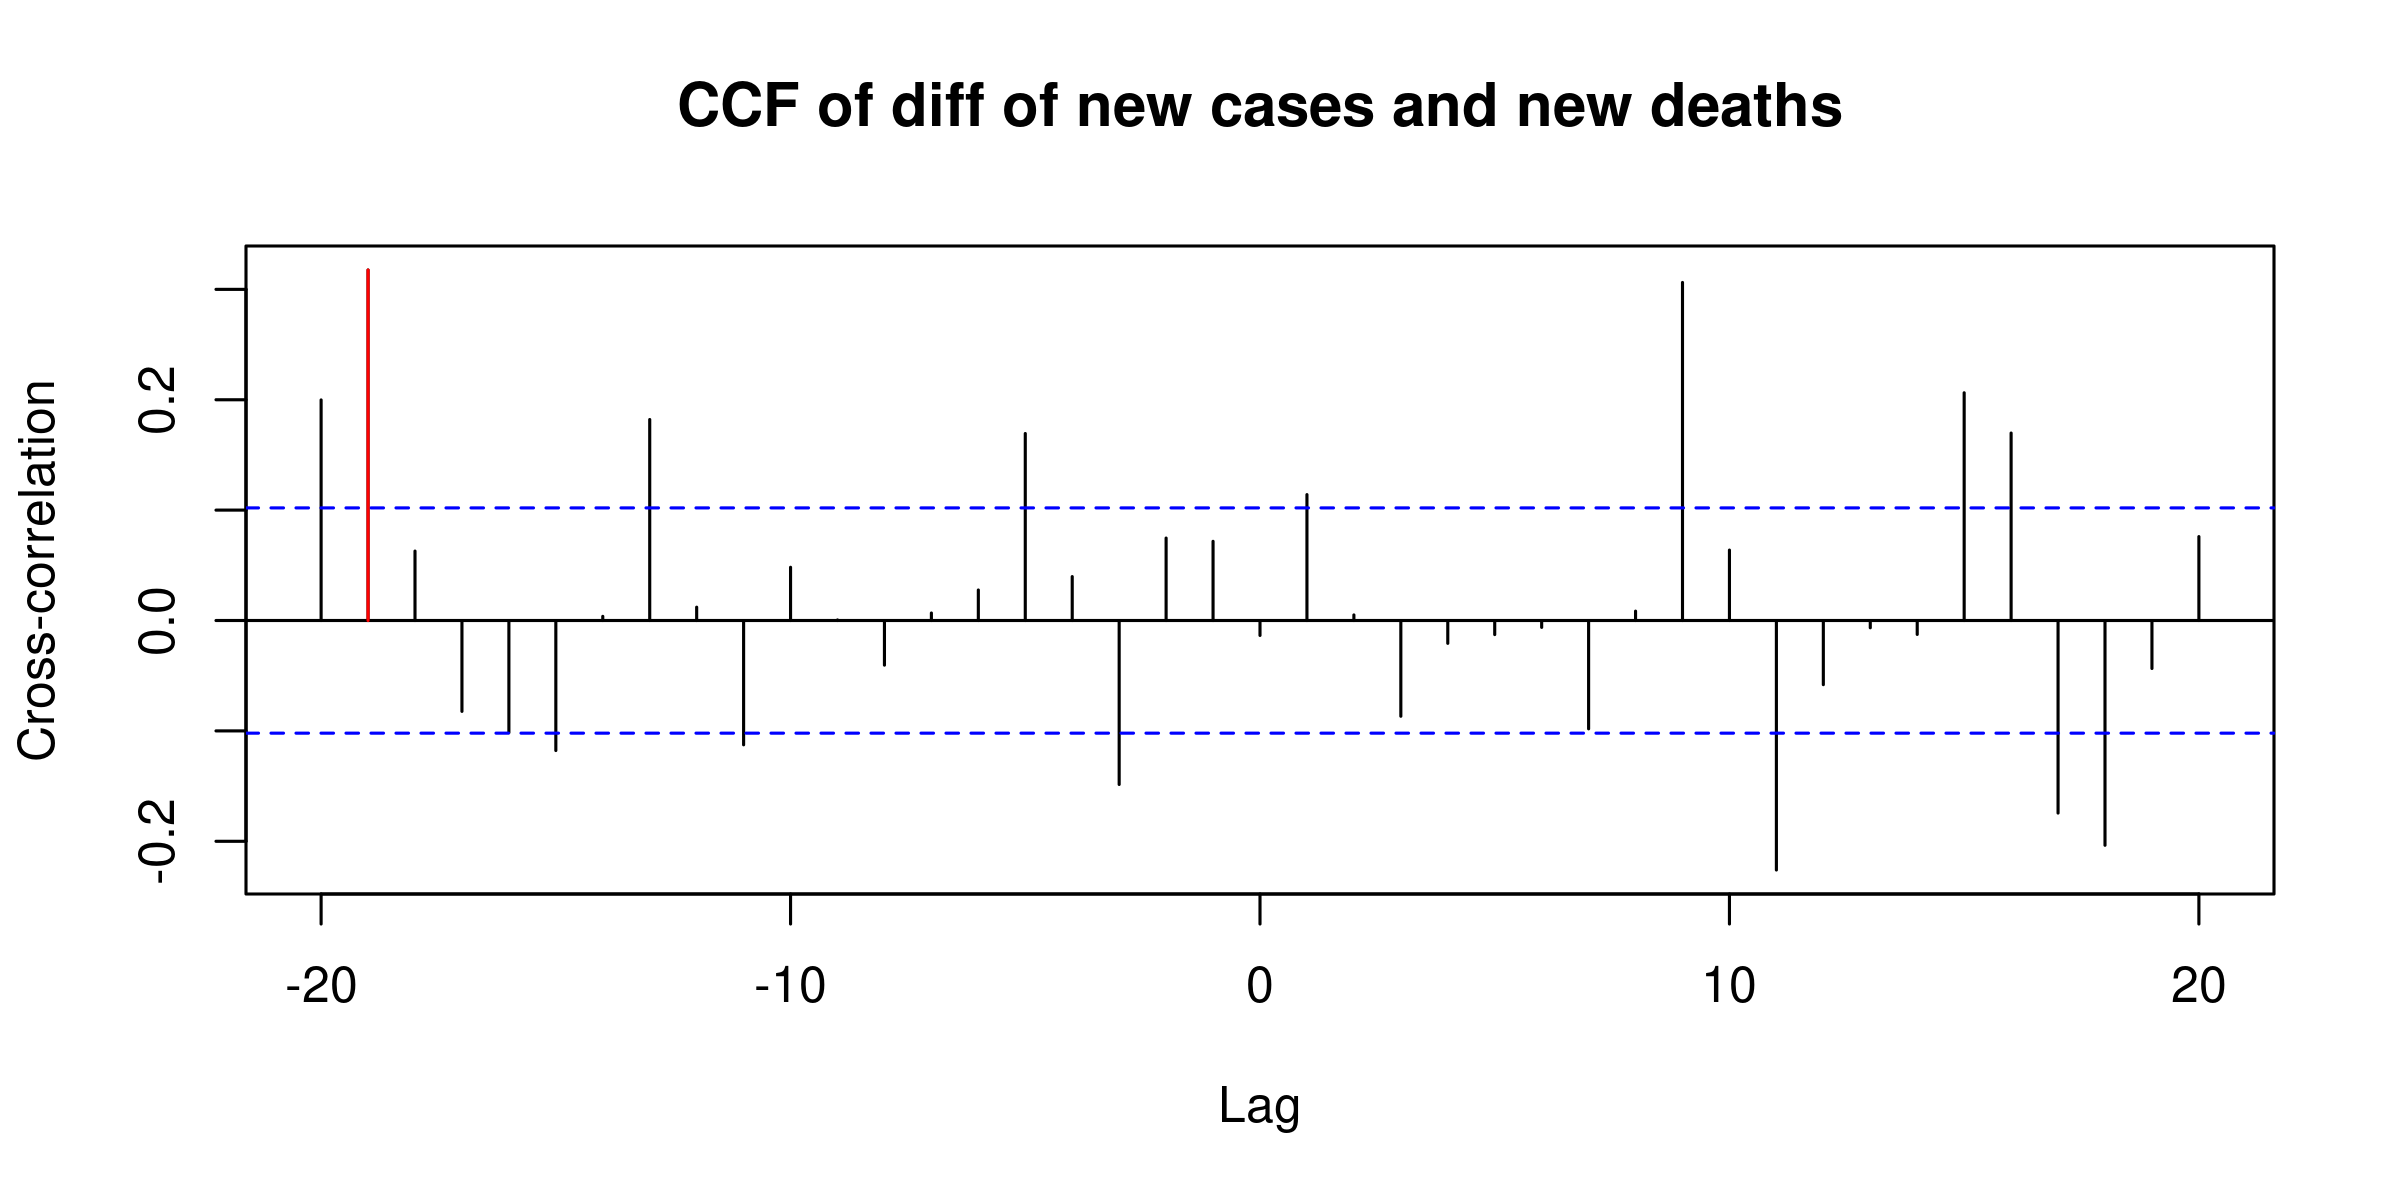 CCF of diff of new cases and new deaths
Cross-correlation
0.2
0.0
-0.2
-20
-10
0
10
20
Lag